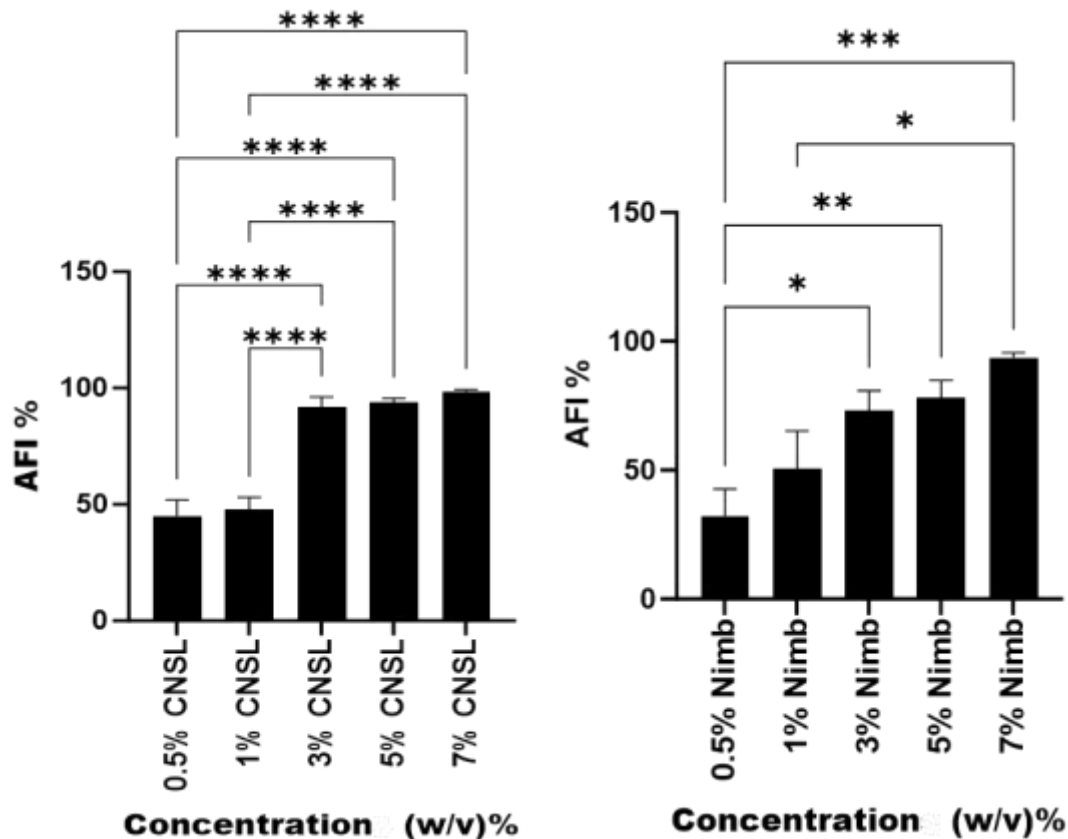 ****
****
****
****
****
****
150
100
50
0
AFI %
0.5% CNSL
1% CNSL
3% CNSL
5% CNSL
7% CNSL
Concentration (w/v)%
***
*
**
*
150
100
50
0
AFI %
0.5% Nimb
1% Nimb
3% Nimb
5% Nimb
7% Nimb
Concentration (w/v)%